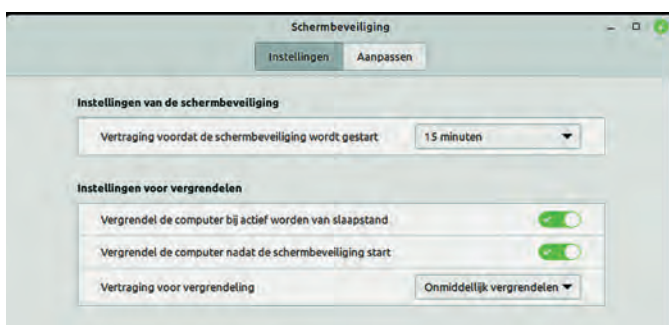 Schermbeveiliging
Instellingen Aanpassen
Instellingen van de schermbeveiliging
Vertraging voordat de schermbeveiliging wordt gestart 15 minuten
Instellingen voor vergrendelen
Vergrendel de computer bij actief worden van slaapstand
Vergrendel de computer nadat de schermbeveiliging start
Vertraging voor vergrendeling Onmiddellijk vergrendelen